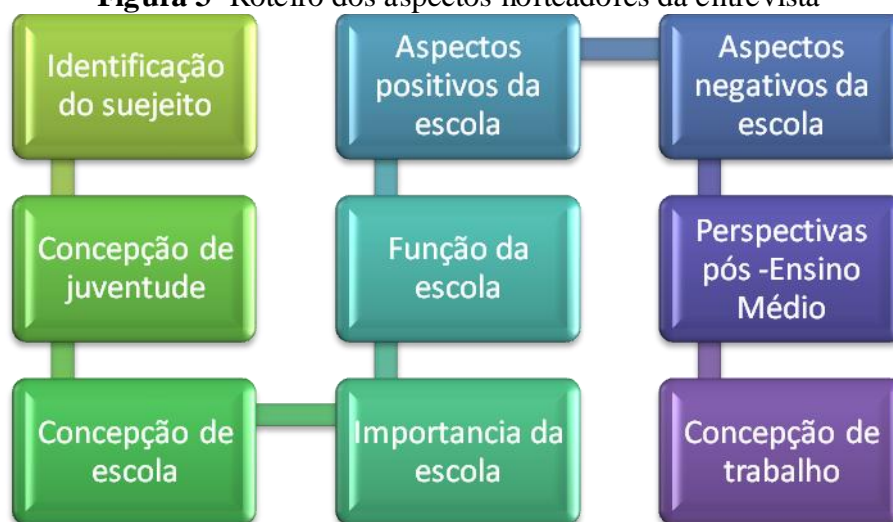 Figura Roteiro dos aspectos norteadores da entrevista
Identificação
do suejeito
Concepção de
juventude
Concepção de
escola
Importancia da
escola
Função da
escola
Aspectos
positivos da
escola
Aspectos
negativos da
escola
Perspectivas
pós -Ensino
Médio
Concepção de
trabalho